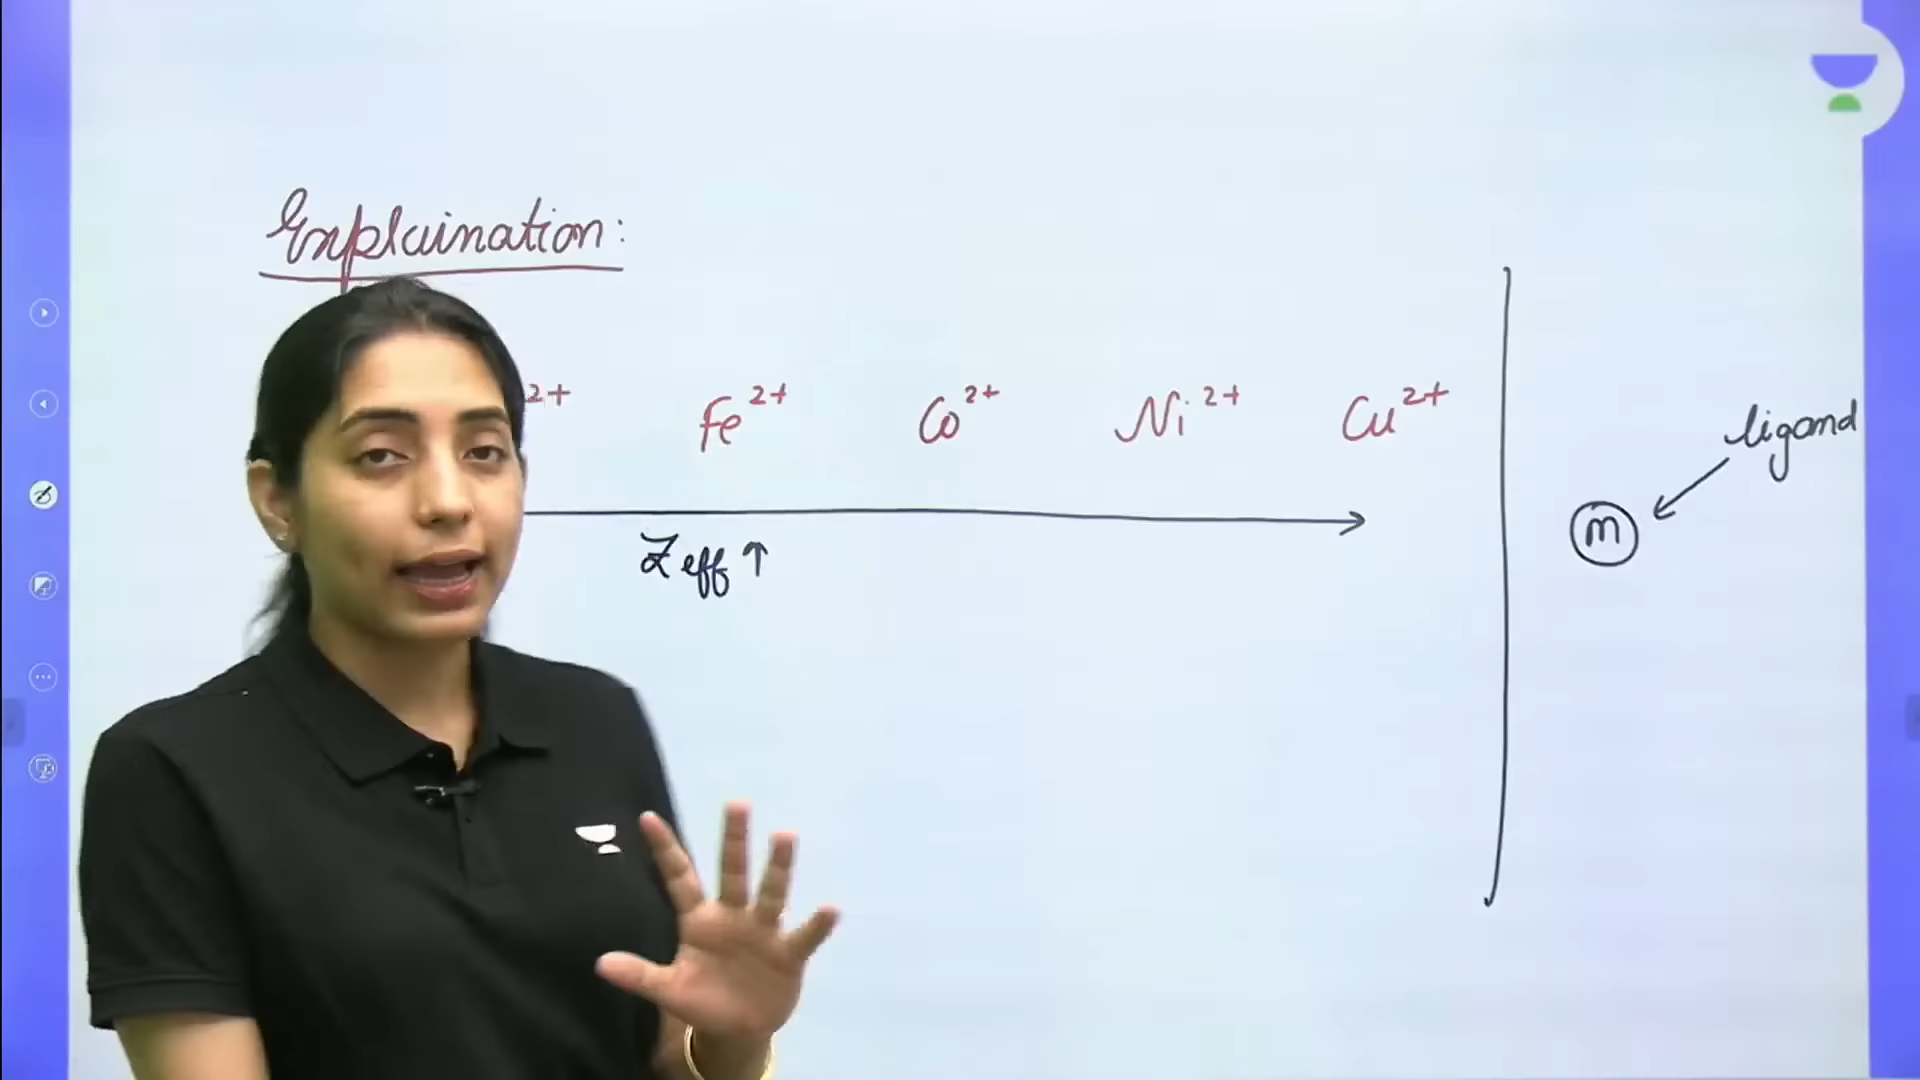 Explaination:
2+ Fe2+ Co2+ Ni2+ Cu2+
Zeff ↑
ligand
m